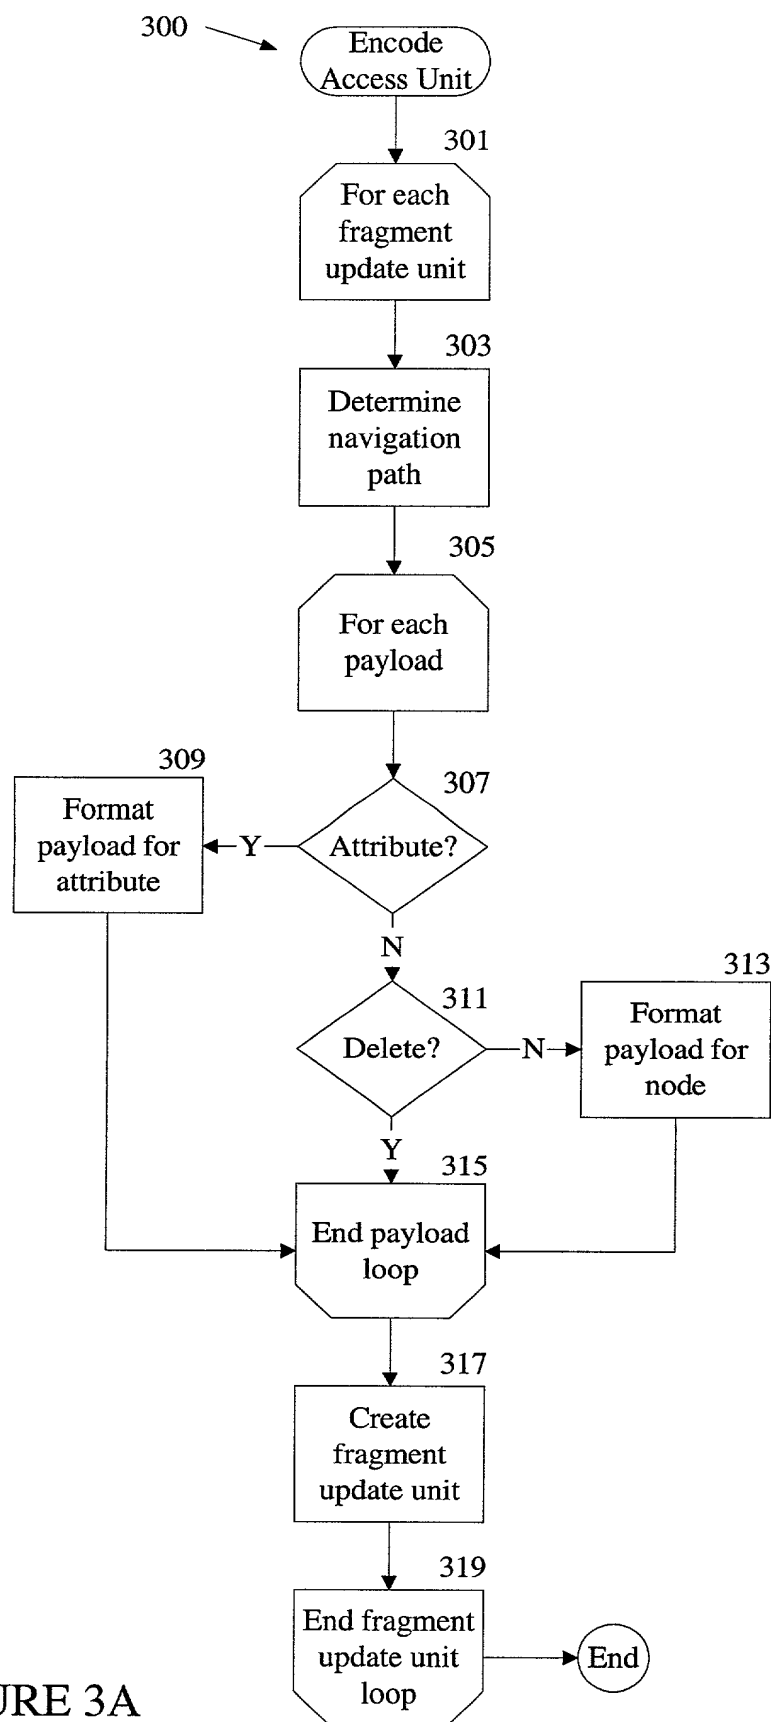 300
Encode
Access Unit
301
For each
fragment
update unit
303
Determine
navigation
path
305
For each
payload
309
Format
payload for
attribute
307
Y
Attribute?
N
311
Delete?
N
313
Format
payload for
node
Y
315
End payload
loop
317
Create
fragment
update unit
319
End fragment
update unit
loop
End
URE 3A